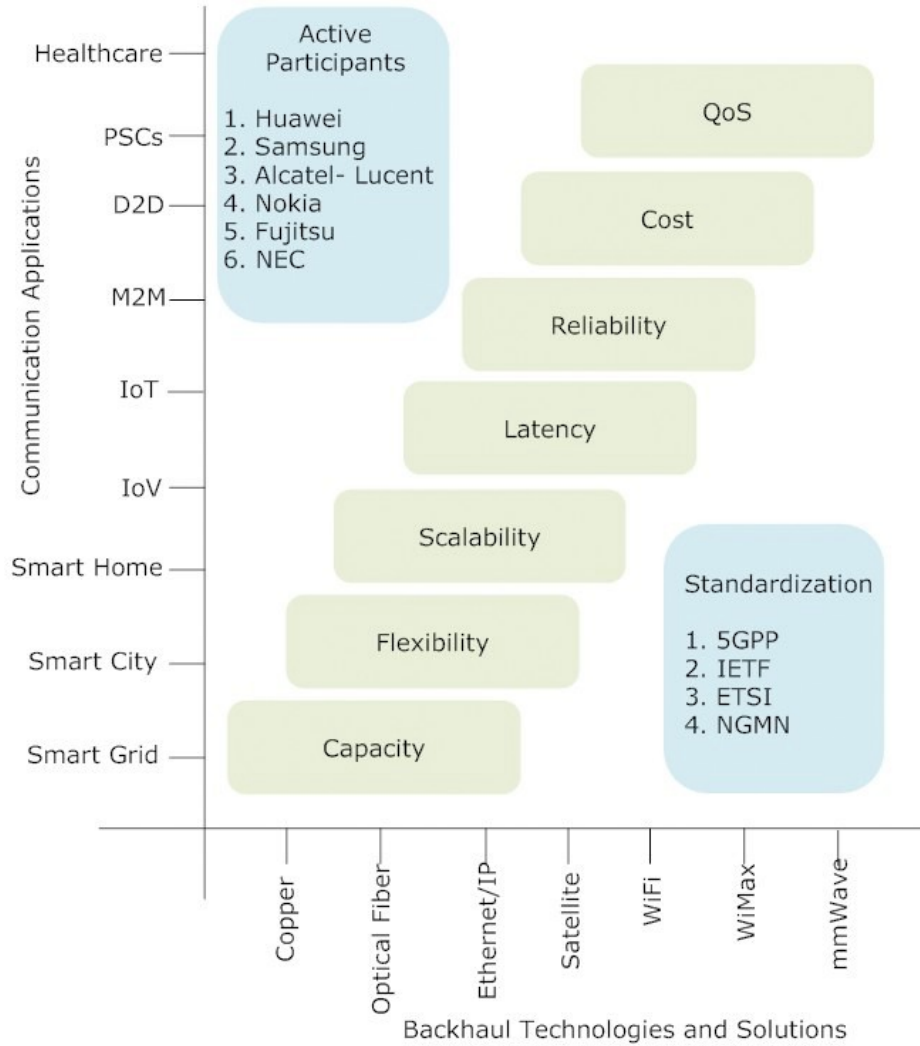 Communication Applications
Healthcare
PSCs
D2D
M2M
IoT
IoV
Smart Home
Smart City
Smart Grid
Active
Participants
1. Huawei
2. Samsung
3. Alcatel- Lucent
4. Nokia
5. Fujitsu
6. NEC
QoS
Cost
Reliability
Latency
Scalability
Flexibility
Capacity
Standardization
1. 5GPP
2. IETF
3. ETSI
4. NGMN
Copper
Optical Fiber
Ethernet/IP
Satellite
WiFi
WiMax
mmWave
Backhaul Technologies and Solutions